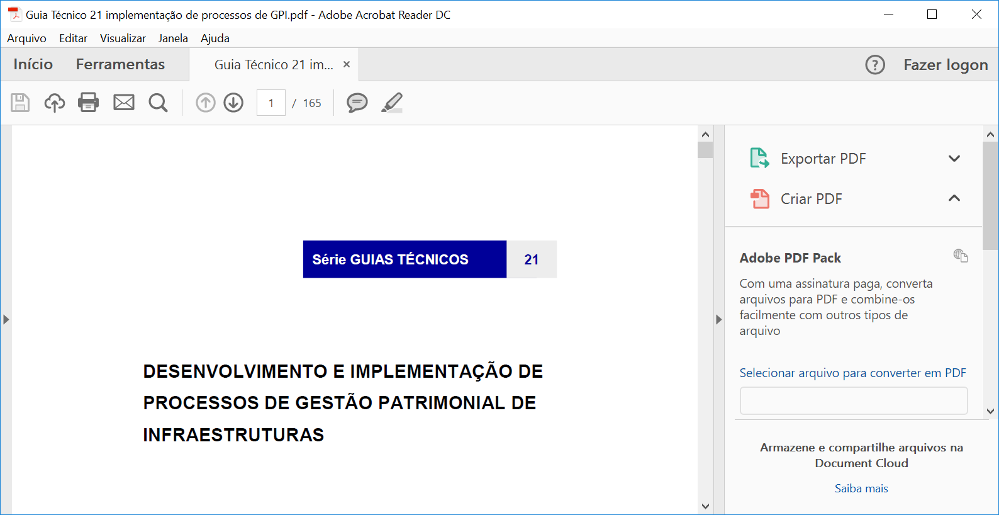 Guia Técnico 21 implementação de processos de GPI.pdf - Adobe Acrobat Reader DC
Arquivo Editar Visualizar Janela Ajuda
Início Ferramentas Guia Técnico 21 im... × ? Fazer logon
1 / 165
Série GUIAS TÉCNICOS 21
DESENVOLVIMENTO E IMPLEMENTAÇÃO DE
PROCESSOS DE GESTÃO PATRIMONIAL DE
INFRAESTRUTURAS
Exportar PDF
Criar PDF
Adobe PDF Pack
Com uma assinatura paga, converta
arquivos para PDF e combine-os
facilmente com outros tipos de
arquivo
Selecionar arquivo para converter em PDF
Armazene e compartilhe arquivos na
Document Cloud
Saiba mais